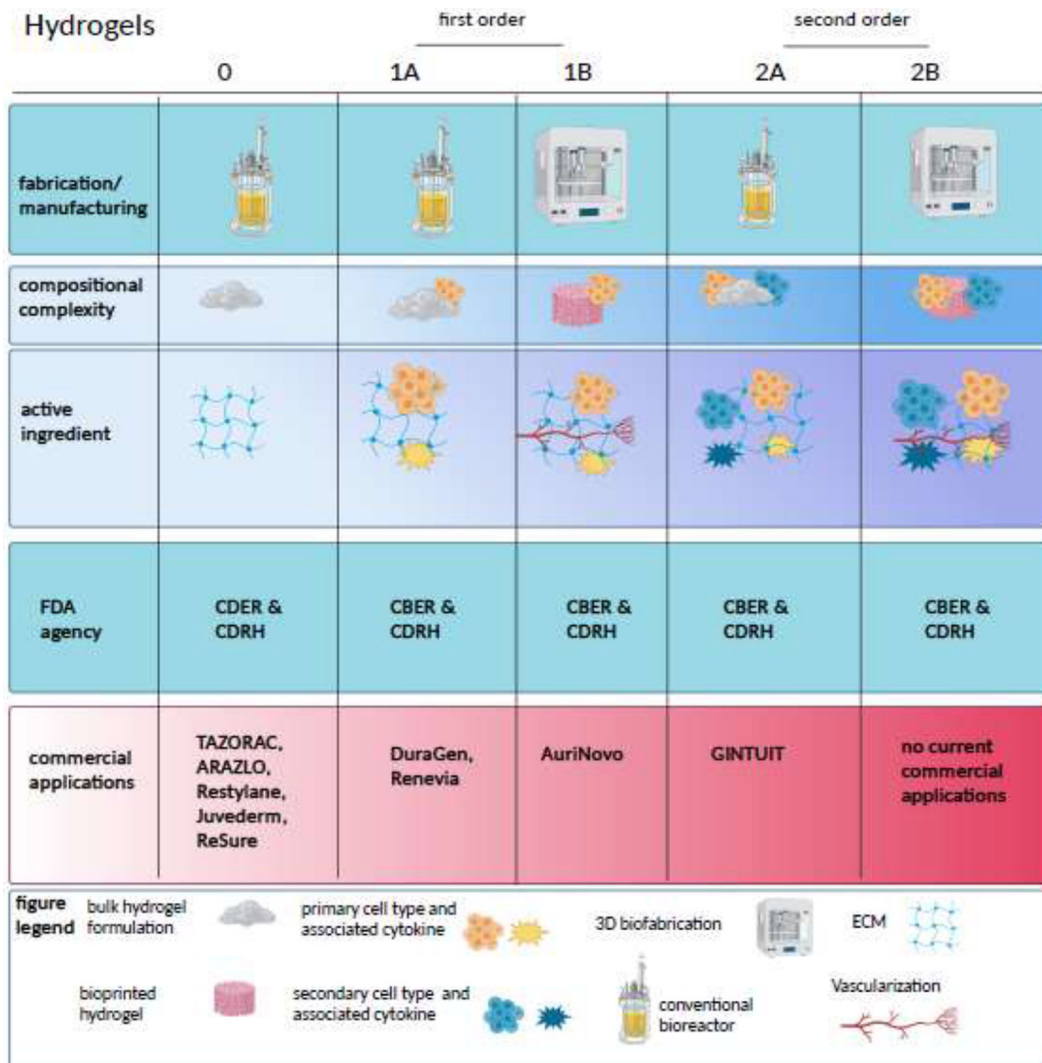 Hydrogels
first order
second order
0
1A
1B
2A
2B
fabrication/
manufacturing
compositional
complexity
active
ingredient
FDA
agency
CDER &
CDRH
CBER &
CDRH
CBER &
CDRH
CBER &
CDRH
CBER &
CDRH
commercial
applications
TAZORAC,
ARAZLO,
Restylane,
Juvederm,
ReSure
DuraGen,
Renevia
AuriNovo
GINTUIT
no current
commercial
applications
figure
legend
bulk hydrogel
formulation
primary cell type and
associated cytokine
3D biofabrication
ECM
bioprinted
hydrogel
secondary cell type and
associated cytokine
conventional
bioreactor
Vascularization